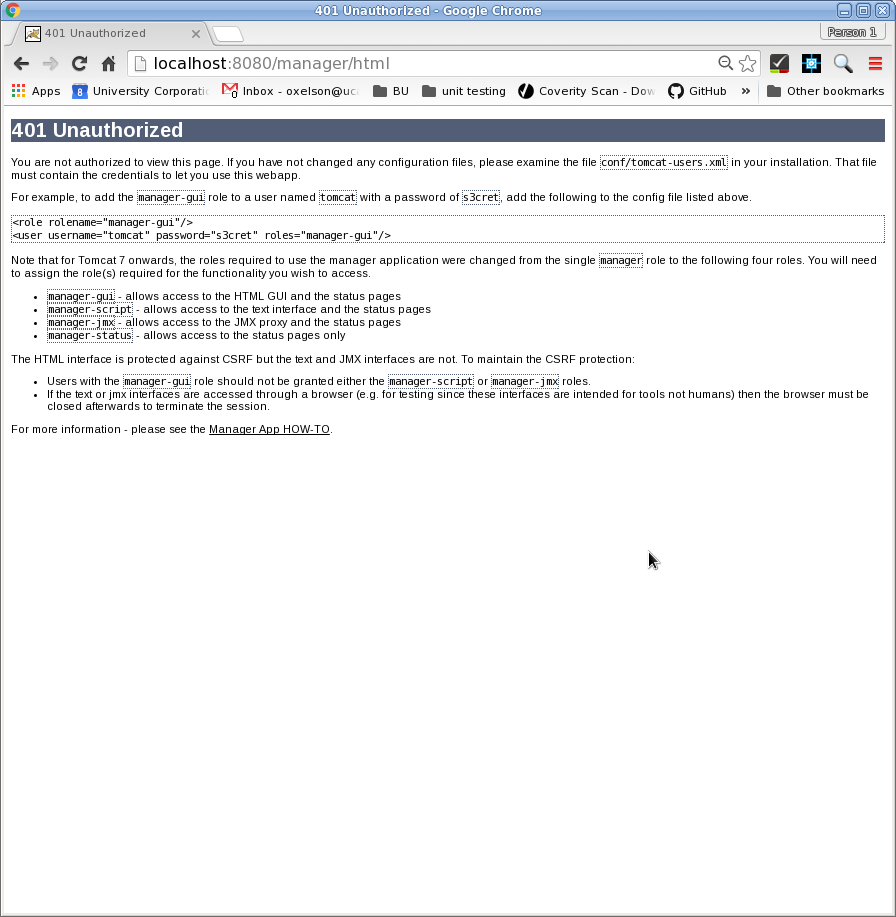 401 Unauthorized - Google Chrome
401 Unauthorized
Person 1
localhost:8080/manager/html
Apps
8
University Corporati
0
Inbox - oxelson@uc
BU
unit testing
Coverity Scan - Dow
GitHub
»
Other bookmarks
401 Unauthorized
You are not authorized to view this page. If you have not changed any configuration files, please examine the file conf/tomcat-users.xml in your installation. That file
must contain the credentials to let you use this webapp.
For example, to add the manager-gui role to a user named tomcat with a password of s3cret, add the following to the config file listed above.
<role rolename="manager-gui"/>
<user username="tomcat" password="s3cret" roles="manager-gui"/>
Note that for Tomcat 7 onwards, the roles required to use the manager application were changed from the single manager role to the following four roles. You will need
to assign the role(s) required for the functionality you wish to access.
• manager-gui - allows access to the HTML GUI and the status pages
• manager-script - allows access to the text interface and the status pages
• manager-jmx - allows access to the JMX proxy and the status pages
• manager-status - allows access to the status pages only
The HTML interface is protected against CSRF but the text and JMX interfaces are not. To maintain the CSRF protection:
• Users with the manager-gui role should not be granted either the manager-script or manager-jmx roles.
• If the text or jmx interfaces are accessed through a browser (e.g. for testing since these interfaces are intended for tools not humans) then the browser must be
closed afterwards to terminate the session.
For more information - please see the Manager App HOW-TO.